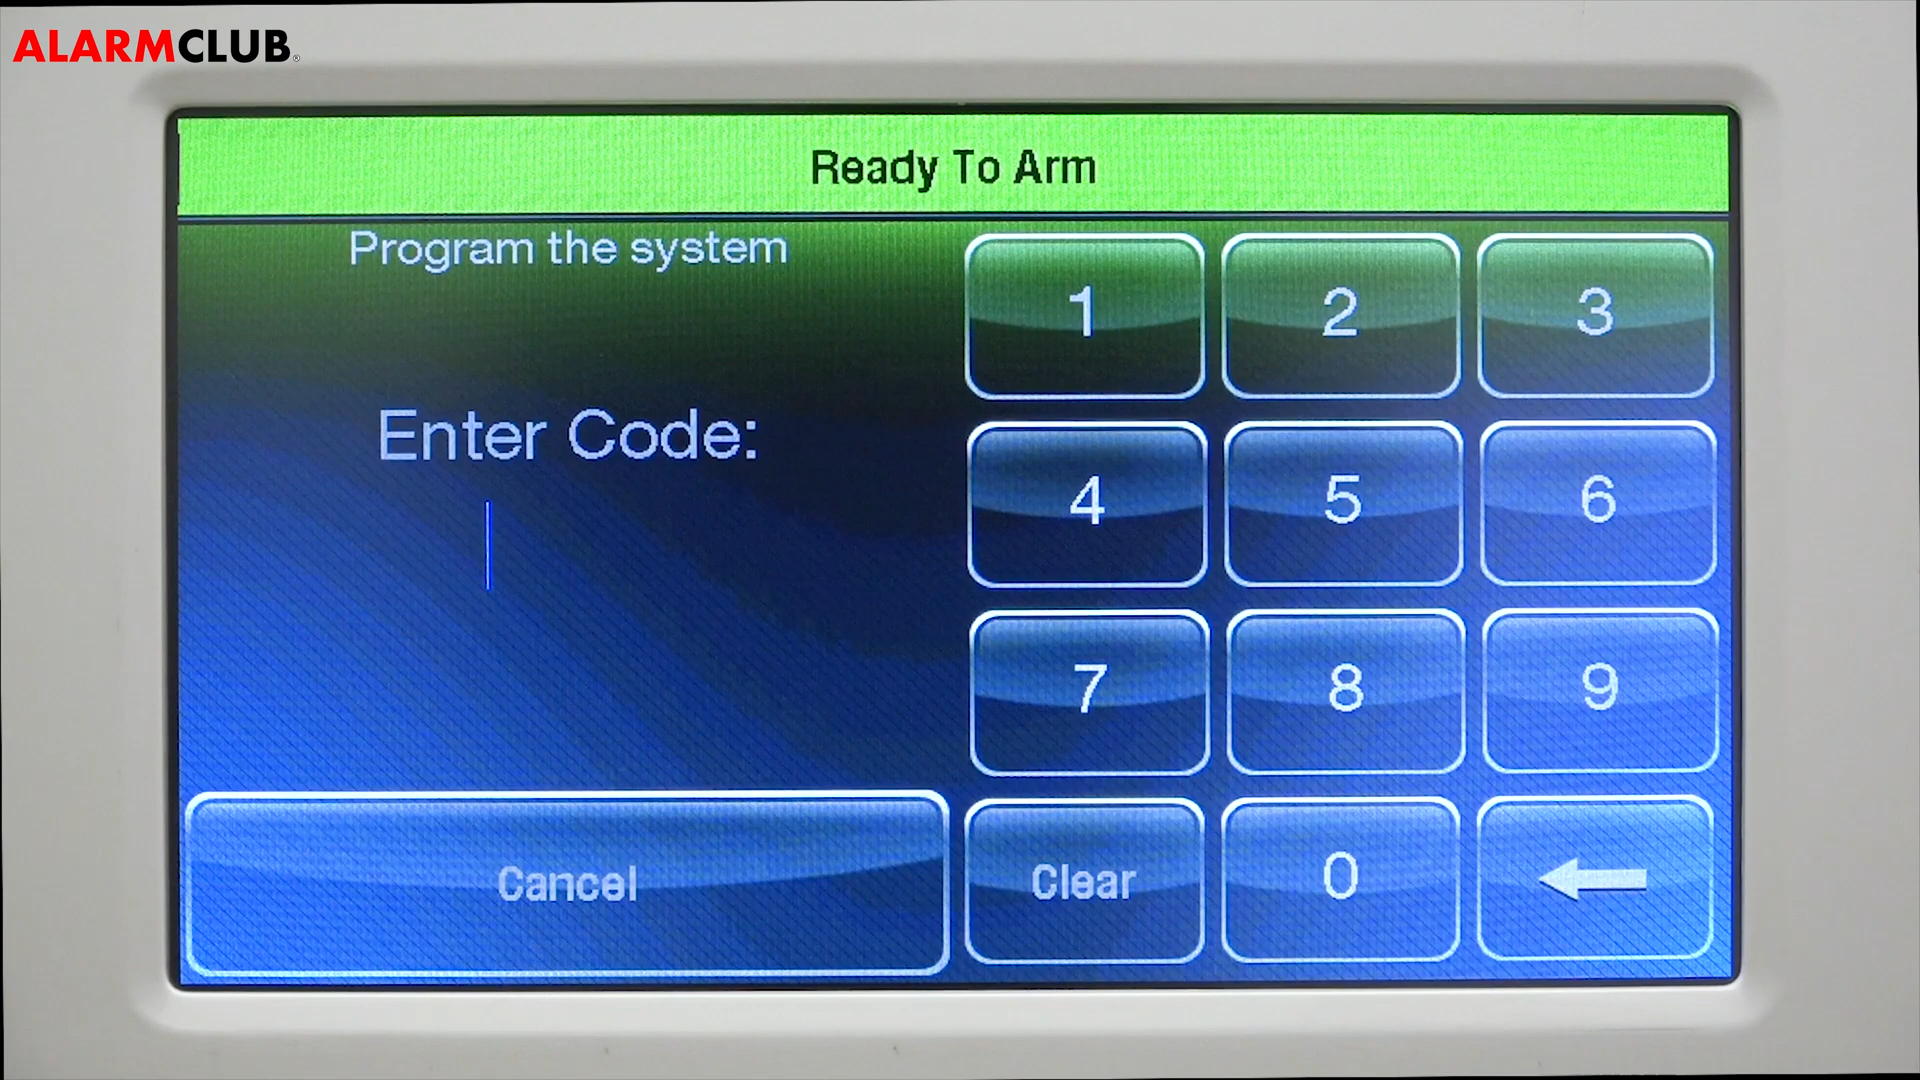 ALARMCLUB®
Ready To Arm
Program the system
Enter Code:
1 2 3
4 5 6
7 8 9
Cancel Clear 0